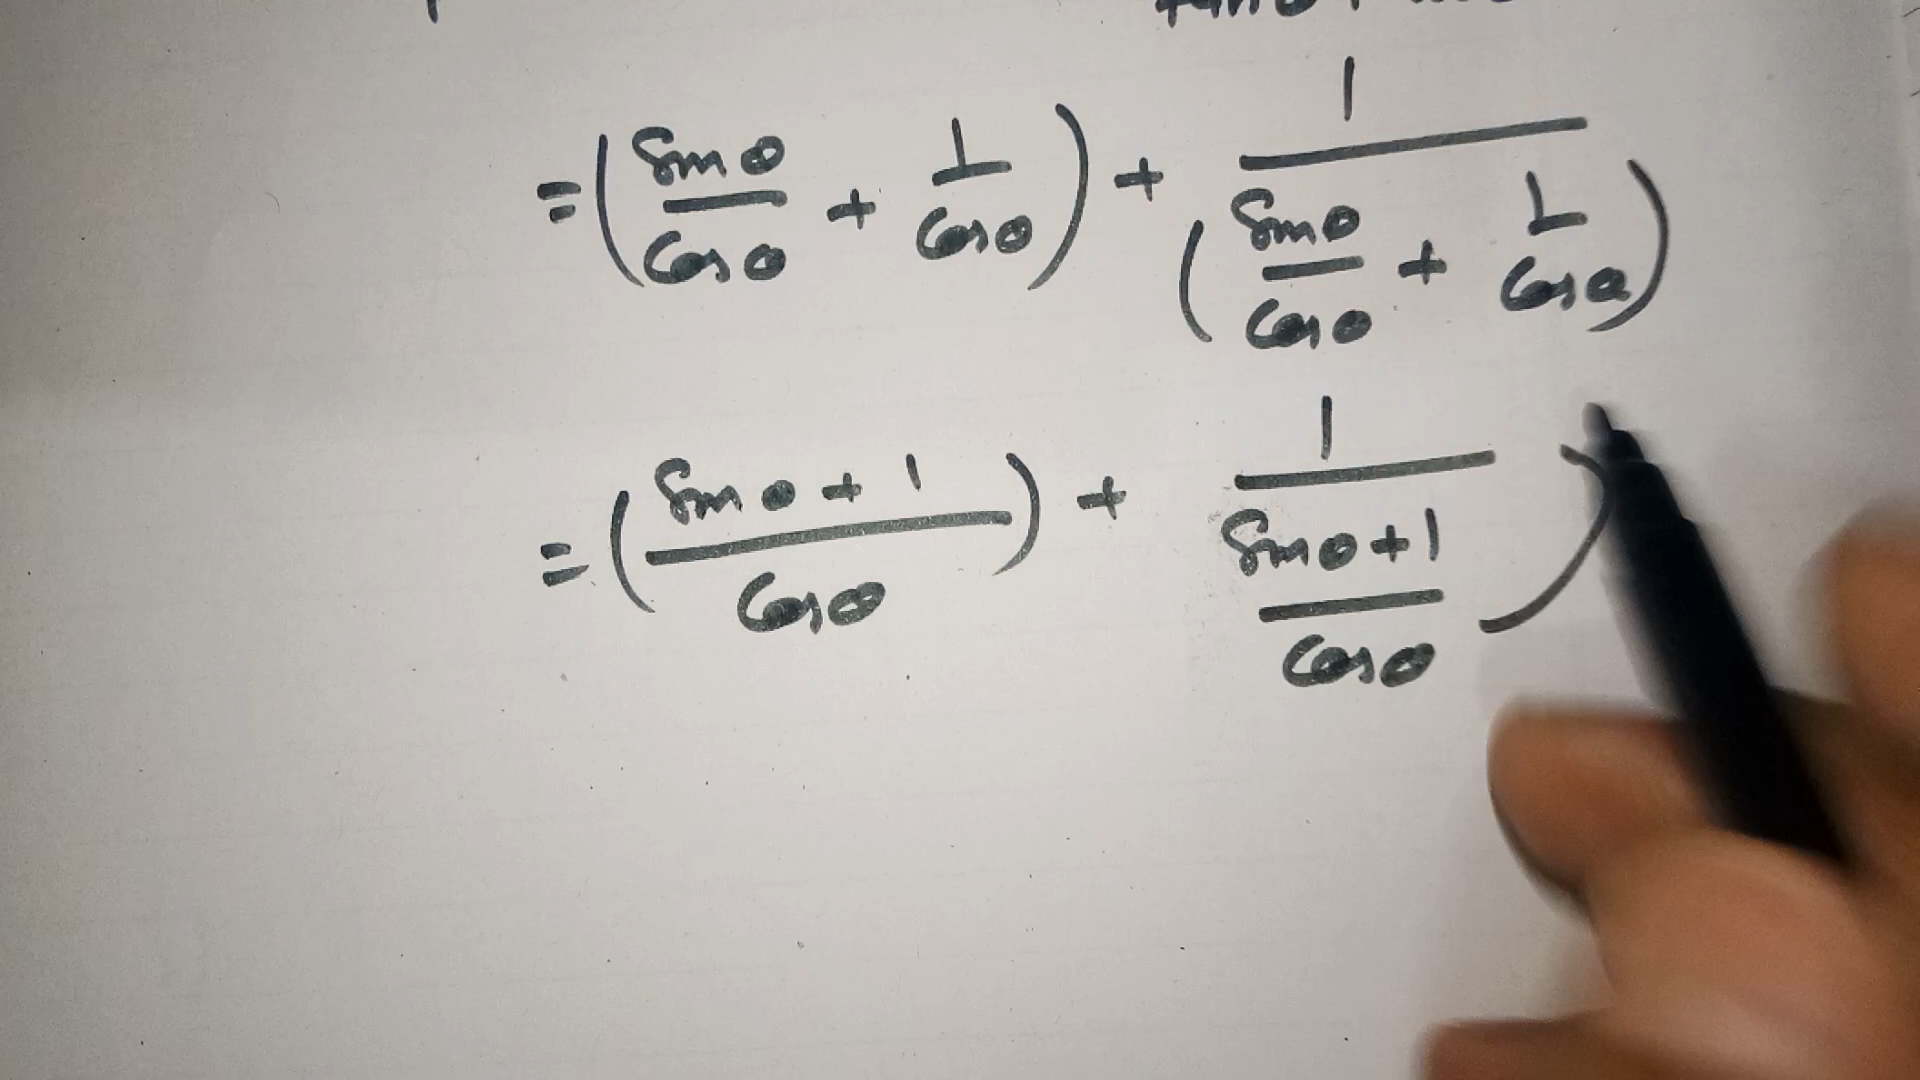 = (sinθ/cosθ + 1/cosθ) + 1/(sinθ/cosθ + 1/cosθ)
= (sinθ+1/cosθ) + 1/(sinθ+1/cosθ)